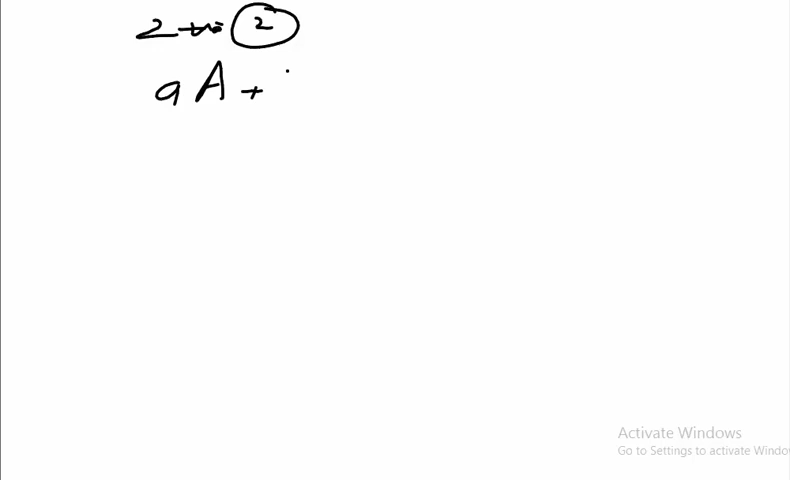 2 ②
a A +
Activate Windows
Go to Settings to activate Windo